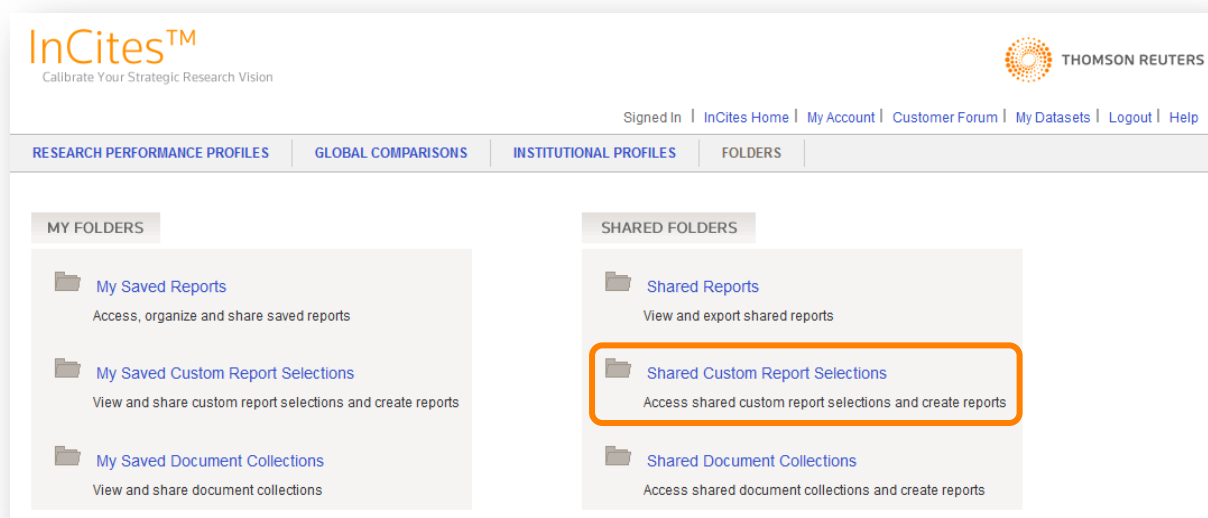 InCites™
Calibrate Your Strategic Research Vision
THOMSON REUTERS
Signed In | InCites Home | My Account | Customer Forum | My Datasets | Logout | Help
RESEARCH PERFORMANCE PROFILES GLOBAL COMPARISONS INSTITUTIONAL PROFILES FOLDERS
MY FOLDERS
My Saved Reports
Access, organize and share saved reports
My Saved Custom Report Selections
View and share custom report selections and create reports
My Saved Document Collections
View and share document collections
SHARED FOLDERS
Shared Reports
View and export shared reports
Shared Custom Report Selections
Access shared custom report selections and create reports
Shared Document Collections
Access shared document collections and create reports